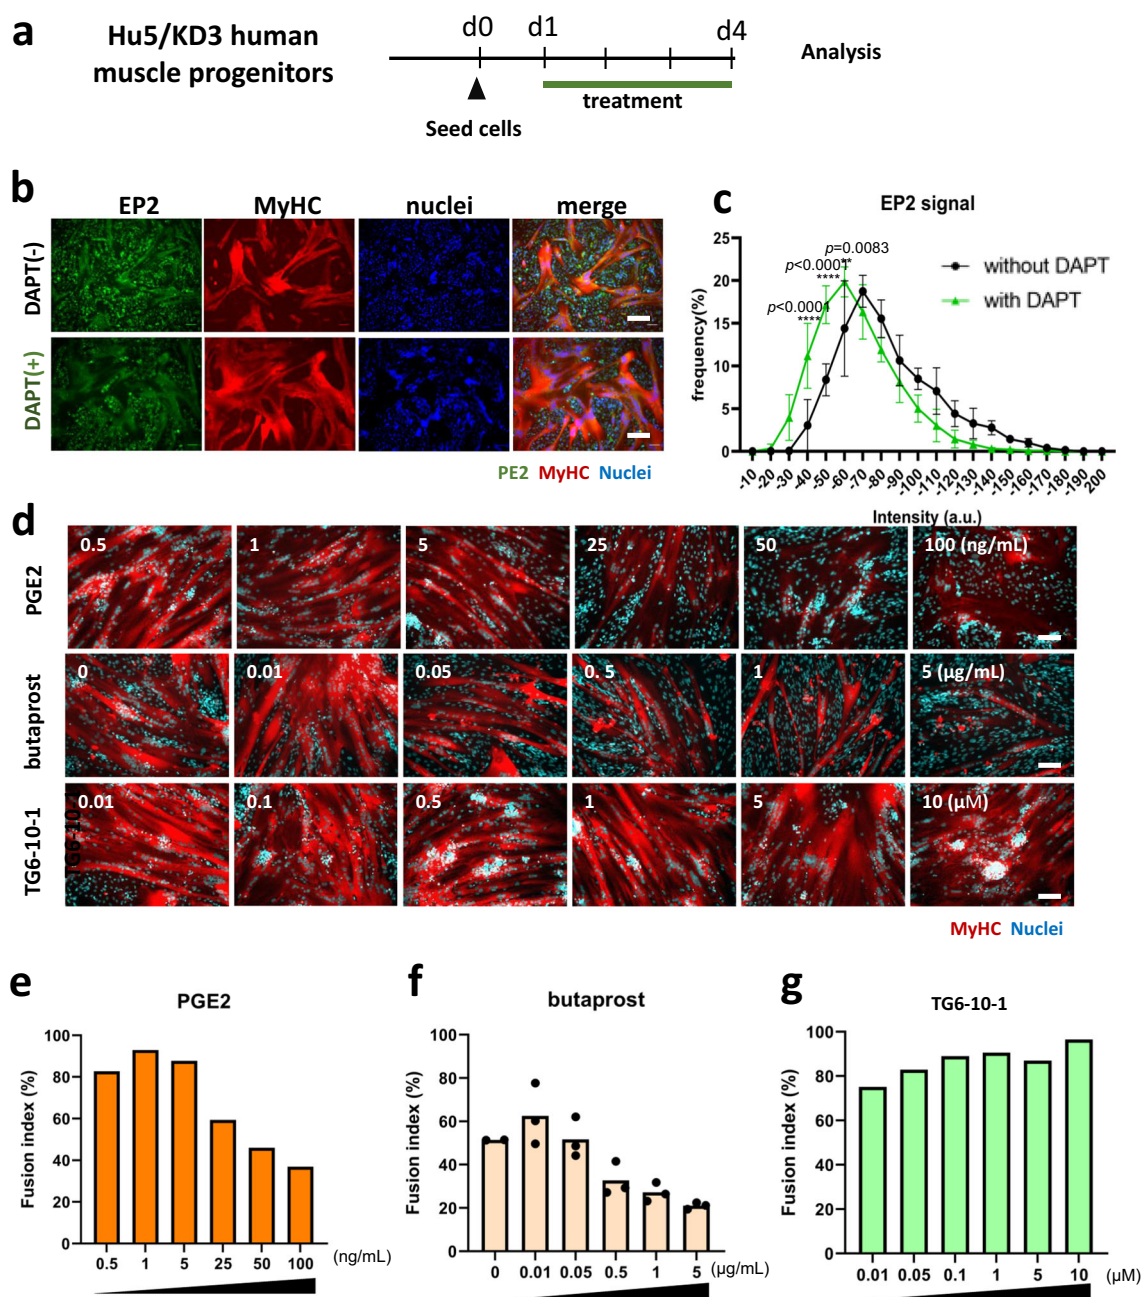 a
Hu5/KD3 human
muscle progenitors
d0
d1
d4
Analysis
treatment
Seed cells
b
EP2
MyHC
nuclei
merge
DAPT(-)
DAPT(+)
PE2 MyHC Nuclei
c
EP2 signal
p=0.0083
**
p<0.0001
****
p<0.0001
****
without DAPT
with DAPT
frequency(%)
25
20
15
10
5
0
-10
-20
-30
-40
-50
-60
-70
-80
-90
-100
-110
-120
-130
-140
-150
-160
-170
-180
-190
200
Intensity (a.u.)
d
PGE2
0.5
1
5
25
50
100 (ng/mL)
butaprost
0
0.01
0.05
0. 5
1
5 (µg/mL)
TG6-10-1
TG6-10
0.01
0.1
0.5
1
5
10 (µM)
MyHC Nuclei
e
PGE2
Fusion index (%)
100
80
60
40
20
0
0.5 1 5 25 50 100 (ng/mL)
f
butaprost
Fusion index (%)
100
80
60
40
20
0
0 0.01 0.05 0.5 1 5 (µg/mL)
g
TG6-10-1
Fusion index (%)
100
80
60
40
20
0
0.01 0.05 0.1 1 5 10 (µM)